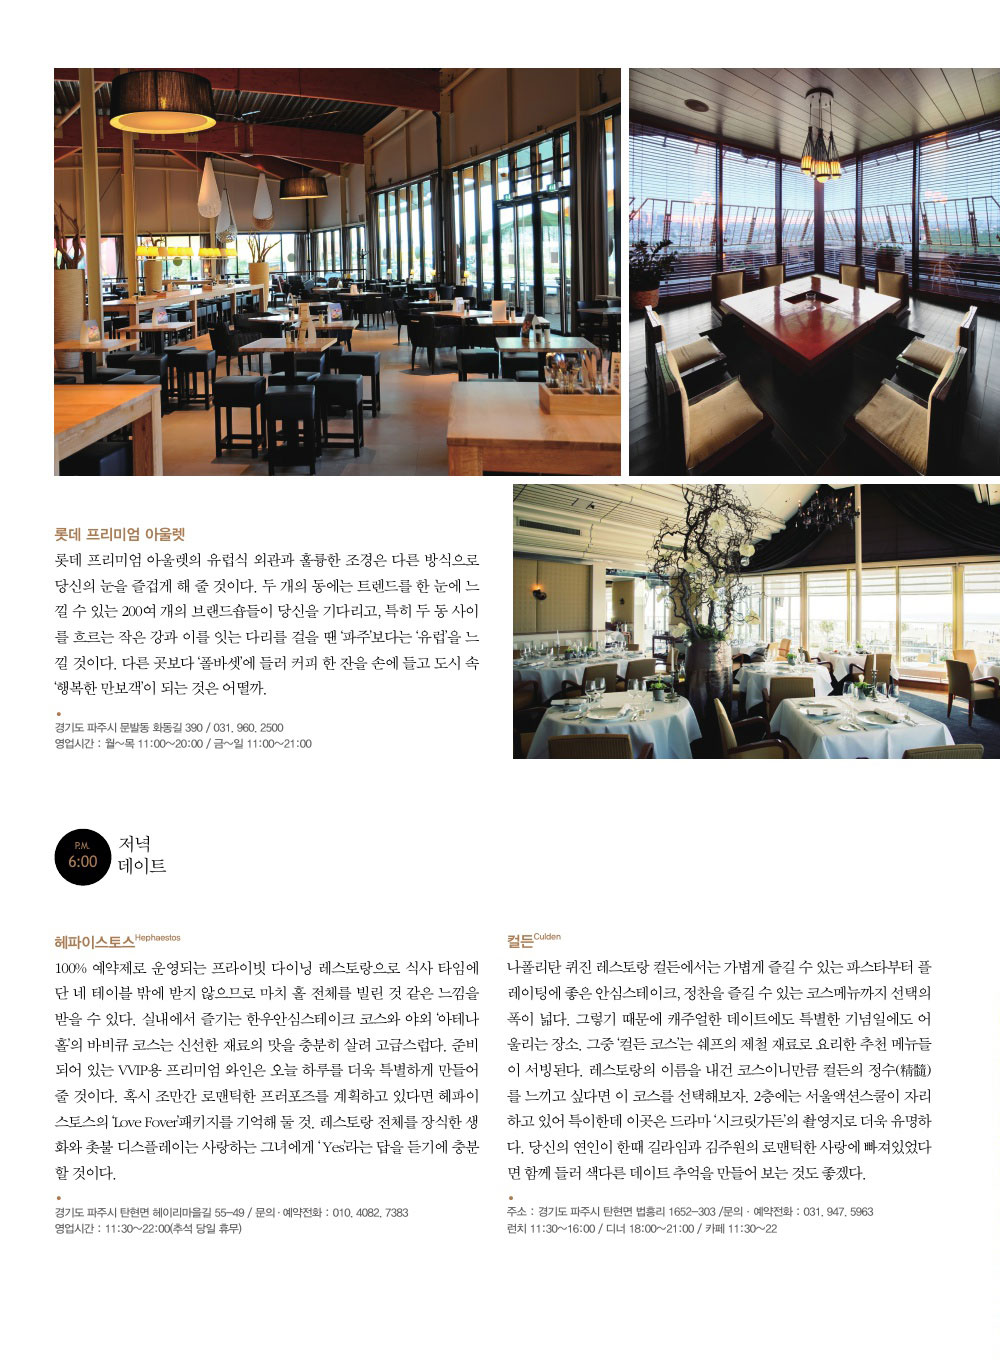 롯데 프리미엄 아울렛
롯데 프리미엄 아울렛의 유럽식 외관과 훌륭한 조경은 다른 방식으로
당신의 눈을 즐겁게 해 줄 것이다. 두 개의 동에는 트렌드를 한 눈에 느
낄 수 있는 200여 개의 브랜드숍들이 당신을 기다리고, 특히 두 동 사이
를 흐르는 작은 강과 이를 잇는 다리를 걸을 땐 ‘파주’보다는 ‘유럽’을 느
낄 것이다. 다른 곳보다 ‘폴바셋’에 들러 커피 한 잔을 손에 들고 도시 속
‘행복한 만보객’이 되는 것은 어떨까.
경기도 파주시 문발동 화동길 390 / 031. 960. 2500
영업시간 : 월~목 11:00~20:00 / 금~일 11:00~21:00
P.M.
6:00
저녁
데이트
헤파이스토스 Hephaestos
100% 예약제로 운영되는 프라이빗 다이닝 레스토랑으로 식사 타임에
단 네 테이블 밖에 받지 않으므로 마치 홀 전체를 빌린 것 같은 느낌을
받을 수 있다. 실내에서 즐기는 한우안심스테이크 코스와 야외 ‘아테나
홀’의 바비큐 코스는 신선한 재료의 맛을 충분히 살려 고급스럽다. 준비
되어 있는 VVIP용 프리미엄 와인은 오늘 하루를 더욱 특별하게 만들어
줄 것이다. 혹시 조만간 로맨틱한 프러포즈를 계획하고 있다면 헤파이
스토스의 ‘Love Fover’패키지를 기억해 둘 것. 레스토랑 전체를 장식한 생
화와 촛불 디스플레이는 사랑하는 그녀에게 ‘Yes’라는 답을 듣기에 충분
할 것이다.
경기도 파주시 탄현면 헤이리마을길 55-49 / 문의 · 예약전화 : 010. 4082. 7383
영업시간 : 11:30~22:00(추석 당일 휴무)
컬든 Culden
나폴리탄 퀴진 레스토랑 컬든에서는 가볍게 즐길 수 있는 파스타부터 플
레이팅에 좋은 안심스테이크, 정찬을 즐길 수 있는 코스메뉴까지 선택의
폭이 넓다. 그렇기 때문에 캐주얼한 데이트에도 특별한 기념일에도 어
울리는 장소. 그중 ‘컬든 코스’는 쉐프의 제철 재료로 요리한 추천 메뉴들
이 서빙된다. 레스토랑의 이름을 내건 코스이니만큼 컬든의 정수(精髓)
를 느끼고 싶다면 이 코스를 선택해보자. 2층에는 서울액션스쿨이 자리
하고 있어 특이한데 이곳은 드라마 ‘시크릿가든’의 촬영지로 더욱 유명하
다. 당신의 연인이 한때 길라임과 김주원의 로맨틱한 사랑에 빠져있었다
면 함께 들러 색다른 데이트 추억을 만들어 보는 것도 좋겠다.
주소 : 경기도 파주시 탄현면 법흥리 1652-303 /문의 · 예약전화 : 031. 947. 5963
런치 11:30~16:00 / 디너 18:00~21:00 / 카페 11:30~22